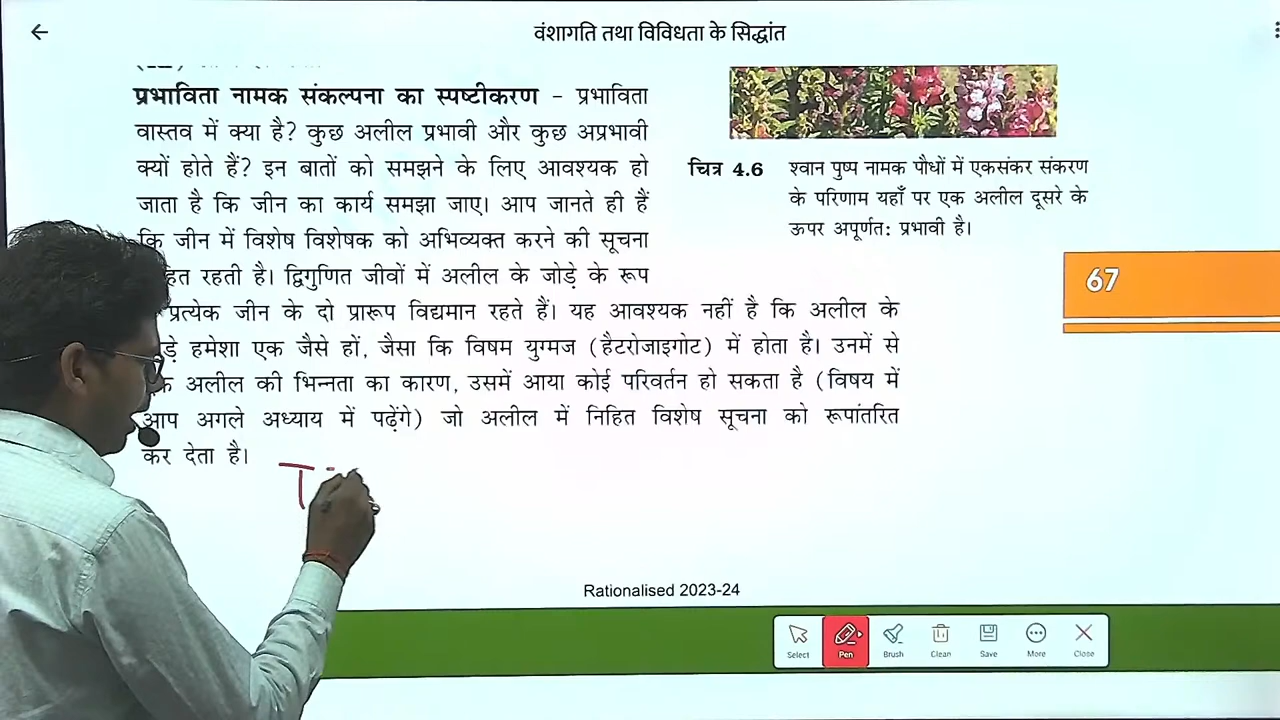 वंशागति तथा विविधता के सिद्धांत
प्रभाविता नामक संकल्पना का स्पष्टीकरण – प्रभाविता
वास्तव में क्या है? कुछ अलील प्रभावी और कुछ अप्रभावी
क्यों होते हैं? इन बातों को समझने के लिए आवश्यक हो
जाता है कि जीन का कार्य समझा जाए। आप जानते ही हैं
कि जीन में विशेष विशेषक को अभिव्यक्त करने की सूचना
रहती है। द्विगुणित जीवों में अलील के जोड़े के रूप
प्रत्येक जीन के दो प्रारूप विद्यमान रहते हैं। यह आवश्यक नहीं है कि अलील के
हमेशा एक जैसे हों, जैसा कि विषम युग्मज (हैटरोजाइगोट) में होता है। उनमें से
अलील की भिन्नता का कारण, उसमें आया कोई परिवर्तन हो सकता है (विषय में
आप अगले अध्याय में पढ़ेंगे) जो अलील में निहित विशेष सूचना को रूपांतरित
कर देता है।
T
चित्र 4.6 श्वान पुष्प नामक पौधों में एकसंकर संकरण
के परिणाम यहाँ पर एक अलील दूसरे के
ऊपर अपूर्णत: प्रभावी है।
67
Rationalised 2023-24
Select Pen Brush Clean Save More Close